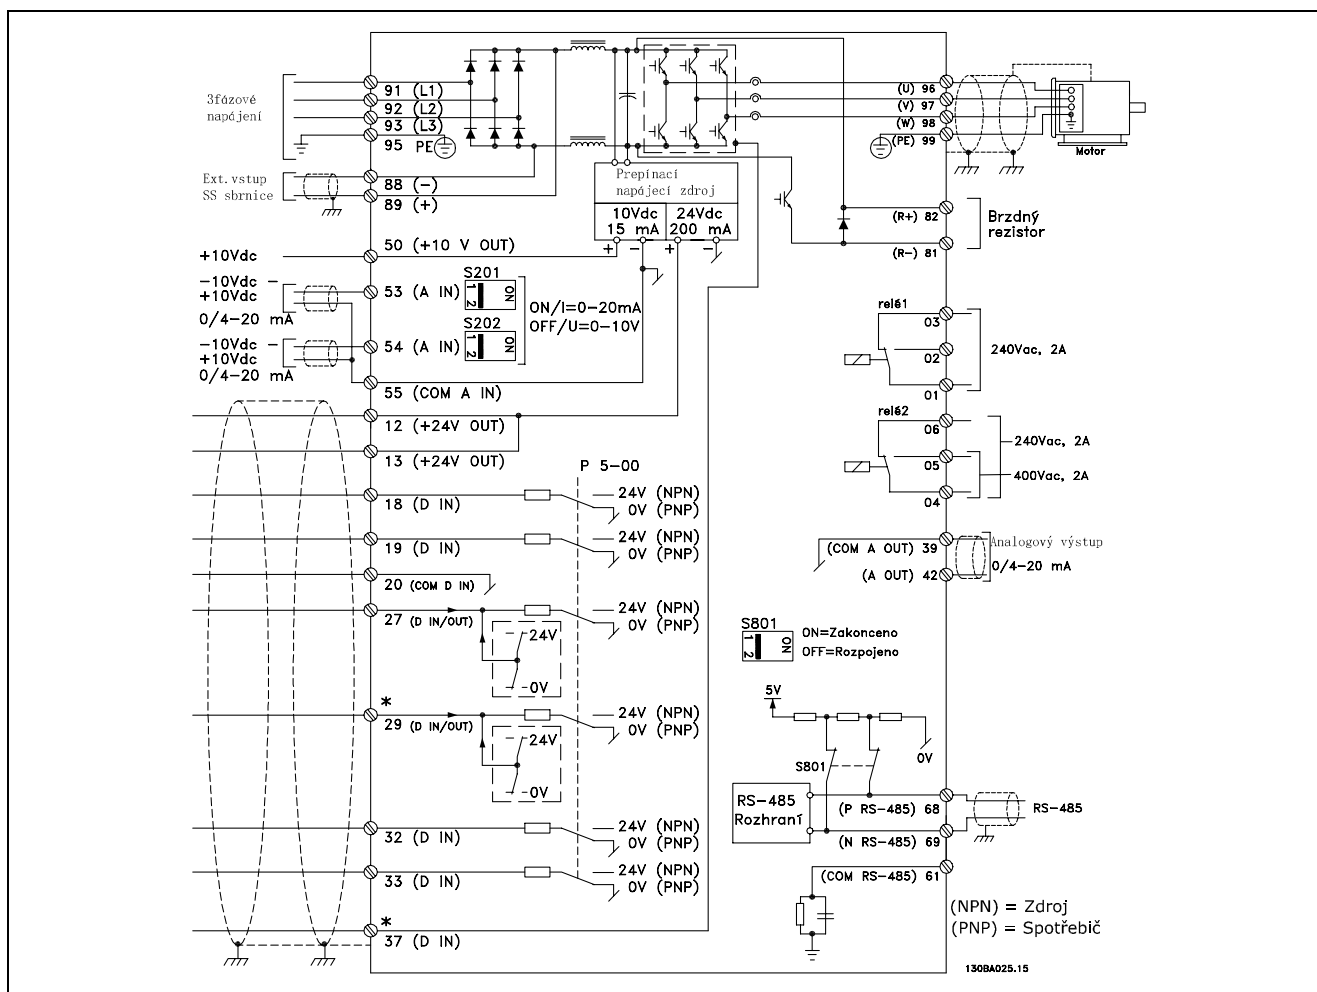 3fázové
napájení
91 (L1)
92 (L2)
93 (L3)
95 PE
Ext.vstup
SS sbrnice
88 (−)
89 (+)
+10Vdc
50 (+10 V OUT)
−10Vdc −
+10Vdc
0/4−20 mA
53 (A IN)
S201
1 2
ON
ON/I=0−20mA
OFF/U=0−10V
−10Vdc −
+10Vdc
0/4−20 mA
54 (A IN)
S202
1 2
ON
55 (COM A IN)
12 (+24V OUT)
13 (+24V OUT)
P 5-00
18 (D IN)
24V (NPN)
0V (PNP)
19 (D IN)
24V (NPN)
0V (PNP)
20 (COM D IN)
27 (D IN/OUT)
24V (NPN)
0V (PNP)
24V
0V
*
29 (D IN/OUT)
24V (NPN)
0V (PNP)
24V
0V
32 (D IN)
24V (NPN)
0V (PNP)
33 (D IN)
24V (NPN)
0V (PNP)
*
37 (D IN)
Prepínací
napájecí zdroj
10Vdc
15 mA
24Vdc
200 mA
+ − + −
(U) 96
(V) 97
(W) 98
(PE) 99
Motor
(R+) 82
(R−) 81
Brzdný
rezistor
relé1
03
02
01
240Vac, 2A
relé2
06
05
04
240Vac, 2A
400Vac, 2A
(COM A OUT) 39
(A OUT) 42
Analogový výstup
0/4−20 mA
S801
1 2
ON
ON=Zakonceno
OFF=Rozpojeno
5V
0V
S801
RS−485
Rozhraní
(P RS−485) 68
(N RS−485) 69
(COM RS−485) 61
RS−485
(NPN) = Zdroj
(PNP) = Spotřebič
130BA025.15